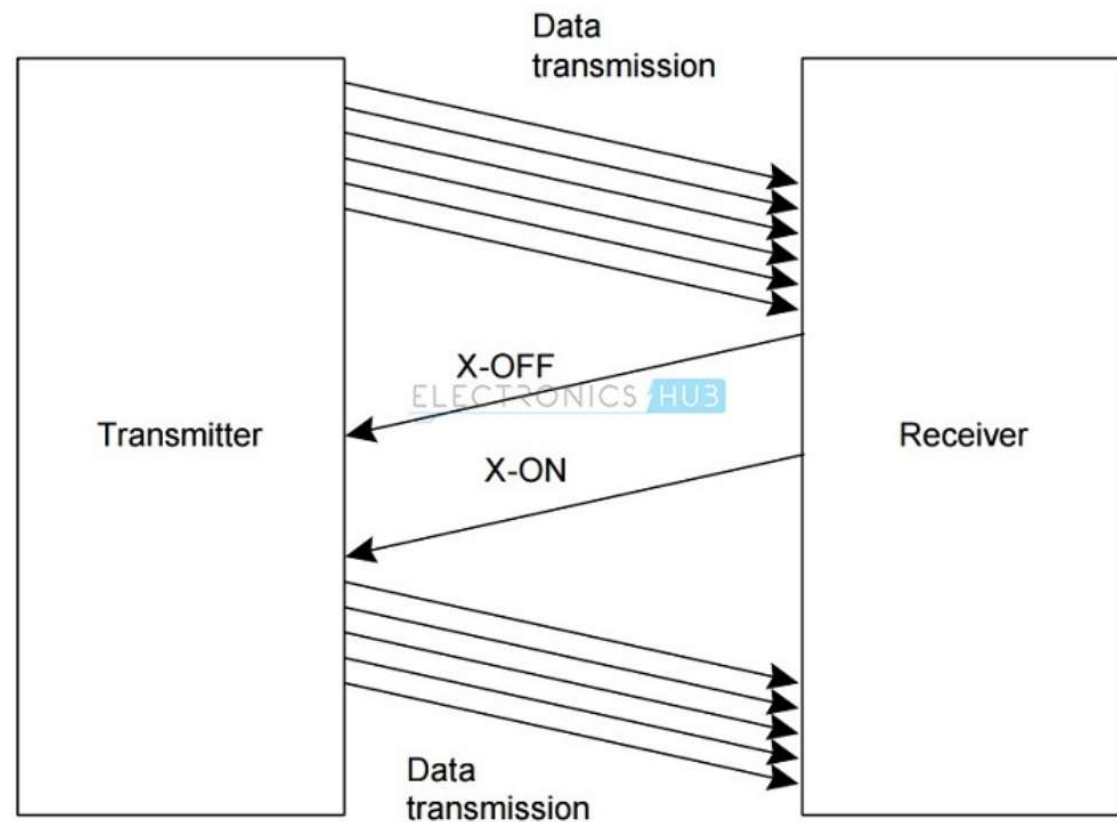 Data
transmission
X-OFF
ELECTRONICS HUB
Transmitter
Receiver
X-ON
Data
transmission